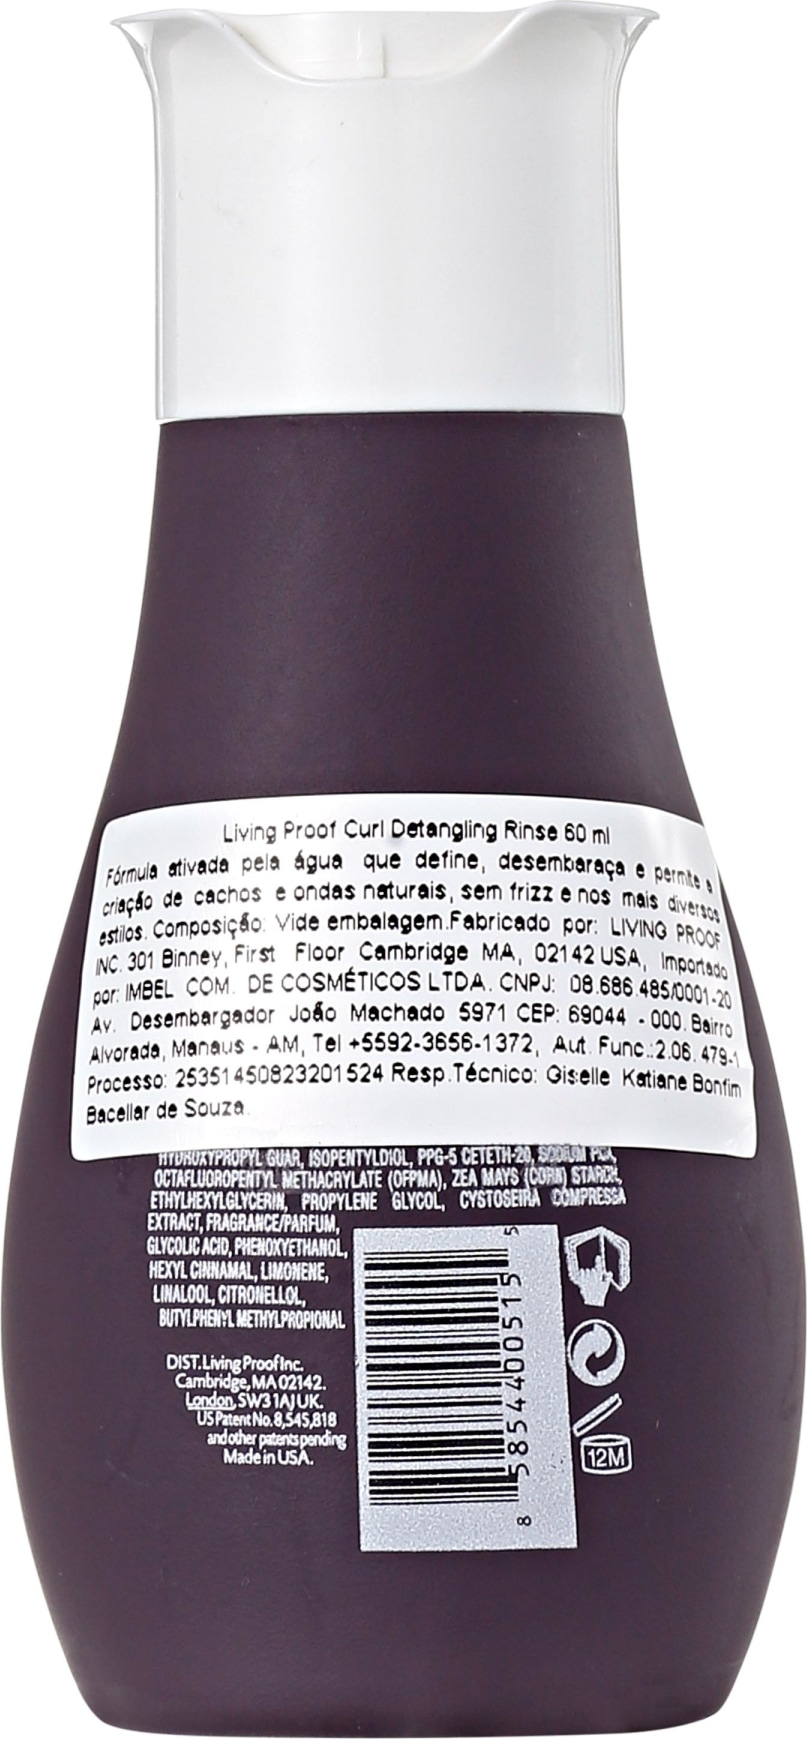 Living Proof Curl Detangling Rinse 60 ml
Fórmula ativada pela água que define, desembaraça e permite a
criação de cachos e ondas naturais, sem frizz e nos mais diversos
estilos. Composição: Vide embalagem.Fabricado por: LIVING PROOF
INC. 301 Binney, First Floor Cambridge MA, 02142 USA, Importado
por: IMBEL COM. DE COSMÉTICOS LTDA. CNPJ: 08.686.485/0001-20
Av. Desembargador João Machado 5971 CEP: 69044 - 000. Bairro
Alvorada, Manaus - AM, Tel +5592-3656-1372, Aut. Func.:2.06.479-1
Processo: 25351450823201524 Resp.Técnico: Giselle Katiane Bonfim
Bacellar de Souza.
HYDROXYPROPYL GUAR, ISOPENTYLDIOL, PPG-5 CETETH-20, SODIUM PCA,
OCTAFLUOROPENTYL METHACRYLATE (OFPMA), ZEA MAYS (CORN) STARCH,
ETHYLHEXYLGLYCERIN, PROPYLENE GLYCOL, CYSTOSEIRA COMPRESSA
EXTRACT, FRAGRANCE/PARFUM,
GLYCOLIC ACID, PHENOXYETHANOL,
HEXYL CINNAMAL, LIMONENE,
LINALOOL, CITRONELLOL,
BUTYLPHENYL METHYLPROPIONAL
DIST. Living Proof Inc.
Cambridge, MA 02142.
London, SW3 1AJ UK.
US Patent No. 8,545,818
and other patents pending
Made in USA.
8 58544 00515 5
12M